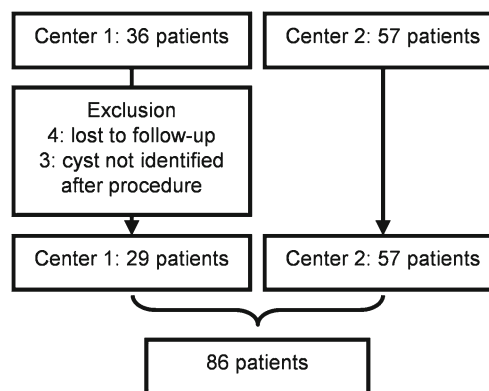 Center 1: 36 patients
Center 2: 57 patients
Exclusion
4: lost to follow-up
3: cyst not identified
after procedure
Center 1: 29 patients
Center 2: 57 patients
86 patients